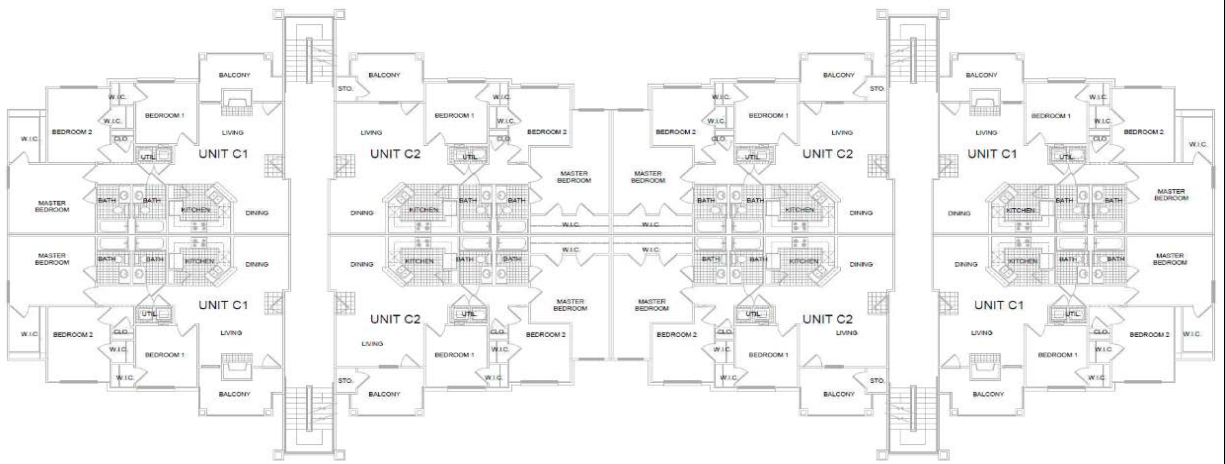 BALCONY BALCONY BALCONY BALCONY
STO. STO.
W.I.C. W.I.C. W.I.C. W.I.C.
W.I.C. W.I.C. W.I.C. W.I.C.
BEDROOM 2 BEDROOM 1 LIVING LIVING BEDROOM 1 BEDROOM 2 BEDROOM 2 BEDROOM 1 LIVING LIVING BEDROOM 1 BEDROOM 2
W.I.C. CLO. CLO. CLO. CLO. W.I.C.
UTIL. UNIT C1 UNIT C2 UTIL. UTIL. UNIT C2 UNIT C1 UTIL.
MASTER BEDROOM MASTER BEDROOM MASTER BEDROOM MASTER BEDROOM
BATH BATH KITCHEN DINING DINING KITCHEN BATH BATH BATH BATH KITCHEN DINING DINING KITCHEN BATH BATH
W.I.C. W.I.C.
W.I.C. W.I.C.
MASTER BEDROOM BATH BATH KITCHEN DINING DINING KITCHEN BATH BATH BATH BATH KITCHEN DINING DINING KITCHEN BATH BATH MASTER BEDROOM
MASTER BEDROOM MASTER BEDROOM
UTIL. UNIT C1 UNIT C2 UTIL. UTIL. UNIT C2 UNIT C1 UTIL.
W.I.C. BEDROOM 2 CLO. LIVING LIVING CLO. BEDROOM 2 BEDROOM 2 CLO. LIVING LIVING CLO. BEDROOM 2 W.I.C.
W.I.C. BEDROOM 1 BEDROOM 1 W.I.C. W.I.C. BEDROOM 1 BEDROOM 1 W.I.C.
W.I.C. W.I.C. W.I.C. W.I.C.
STO. STO.
BALCONY BALCONY BALCONY BALCONY